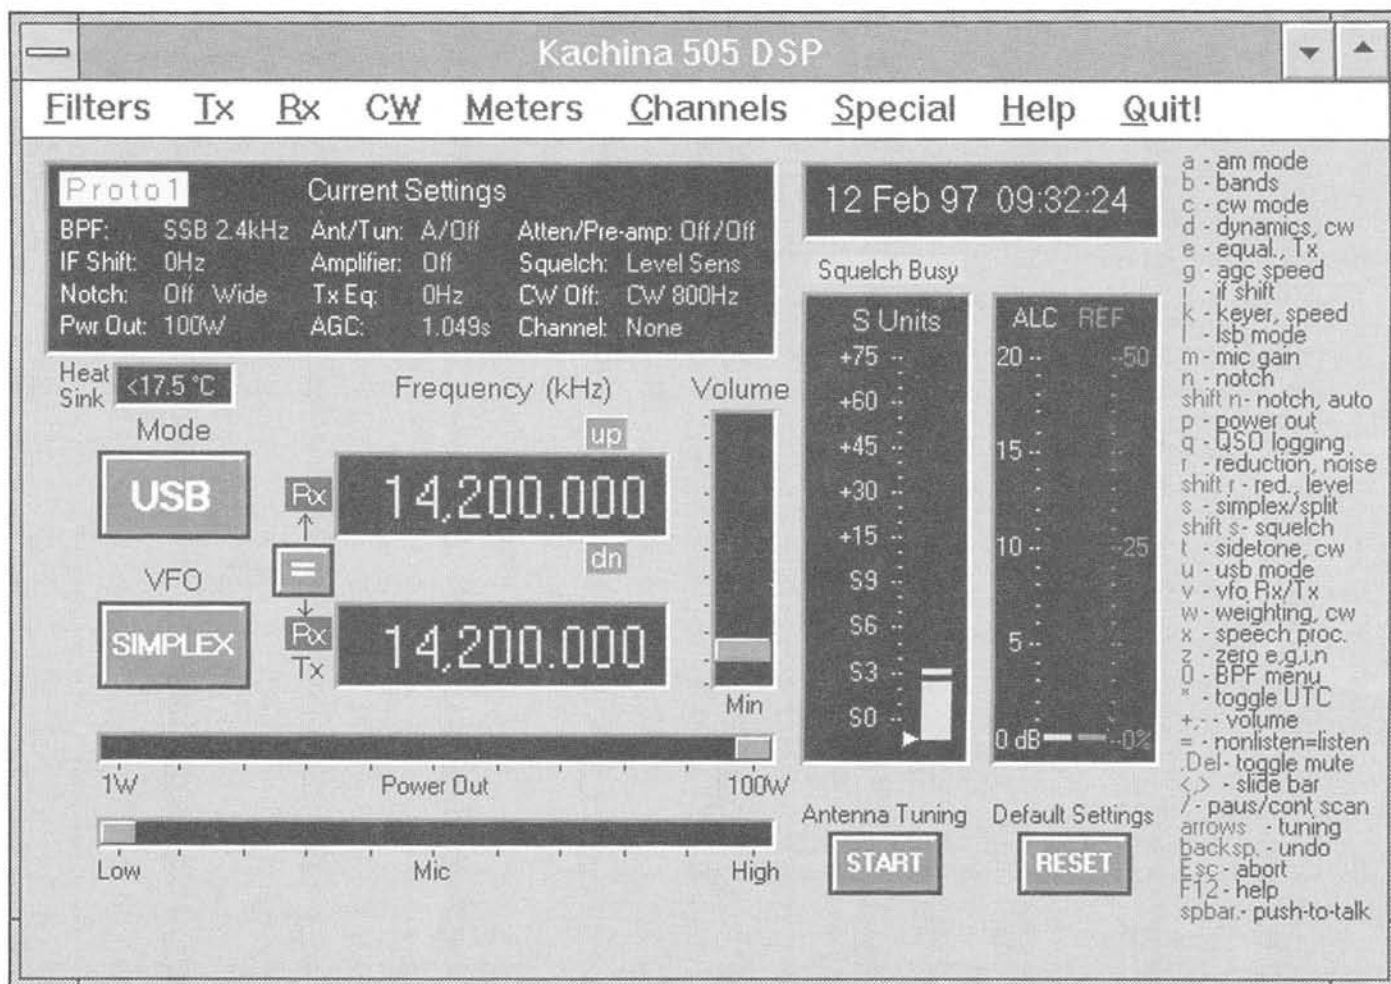 Kachina 505 DSP
Filters Tx Rx CW Meters Channels Special Help Quit!
Proto1 Current Settings
BPF: SSB 2.4kHz Ant/Tun: A/Off Atten/Pre-amp: Off/Off
IF Shift: 0Hz Amplifier: Off Squelch: Level Sens
Notch: Off Wide Tx Eq: 0Hz CW Off: CW 800Hz
Pwr Out: 100W AGC: 1.049s Channel: None
12 Feb 97 09:32:24
Heat Sink <17.5 °C
Mode
USB
VFO
SIMPLEX
Frequency (kHz)
up
Rx 14,200.000
=
dn
Rx 14,200.000
Tx
Volume
Min
1W Power Out 100W
Low Mic High
Squelch Busy
S Units
+75
+60
+45
+30
+15
S9
S6
S3
S0
ALC REF
20 50
15
10 25
5
0 dB 0%
Antenna Tuning
START
Default Settings
RESET
a - am mode
b - bands
c - cw mode
d - dynamics, cw
e - equal., Tx
g - agc speed
i - if shift
k - keyer, speed
l - lsb mode
m - mic gain
n - notch
shift n- notch, auto
p - power out
q - QSO logging
r - reduction, noise
shift r - red., level
s - simplex/split
shift s- squelch
t - sidetone, cw
u - usb mode
v - vfo Rx/Tx
w - weighting, cw
x - speech proc.
z - zero e,g,i,n
0 - BPF menu
* - toggle UTC
+,- - volume
= - nonlisten=listen
.Del- toggle mute
<,> - slide bar
/ - paus/cont scan
arrows - tuning
backsp. - undo
Esc - abort
F12 - help
spbar.- push-to-talk